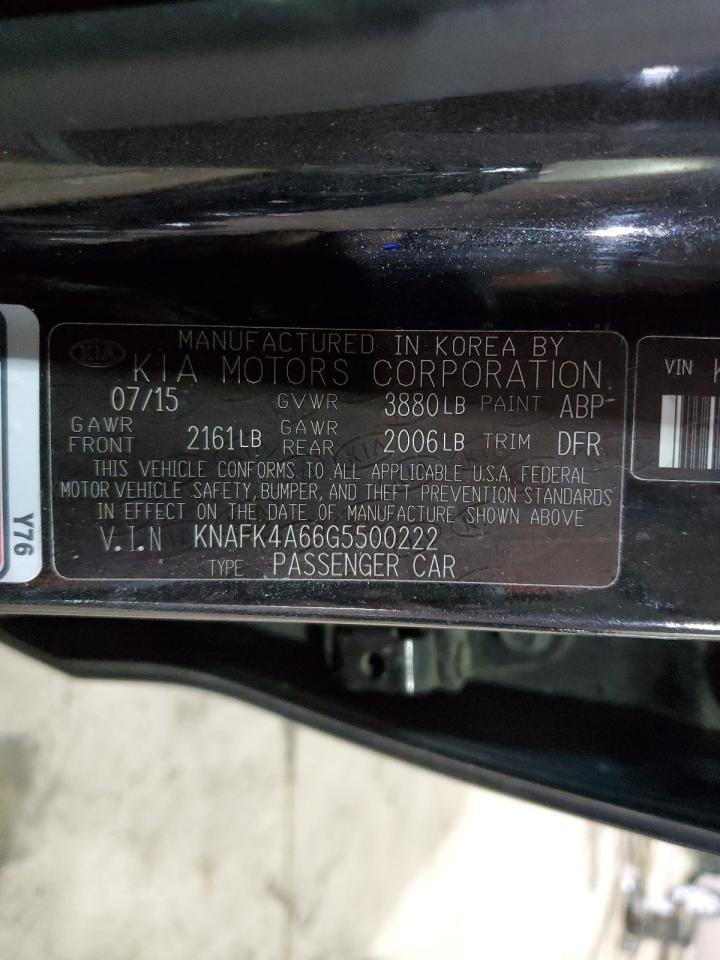 MANUFACTURED IN KOREA BY
KIA KIA MOTORS CORPORATION
07/15 GVWR 3880LB PAINT ABP
GAWR FRONT 2161LB GAWR REAR 2006LB TRIM DFR
THIS VEHICLE CONFORMS TO ALL APPLICABLE U.S.A. FEDERAL
MOTOR VEHICLE SAFETY, BUMPER, AND THEFT PREVENTION STANDARDS
IN EFFECT ON THE DATE OF MANUFACTURE SHOWN ABOVE
V.I.N KNAFK4A66G5500222
TYPE PASSENGER CAR
VIN K
Y76